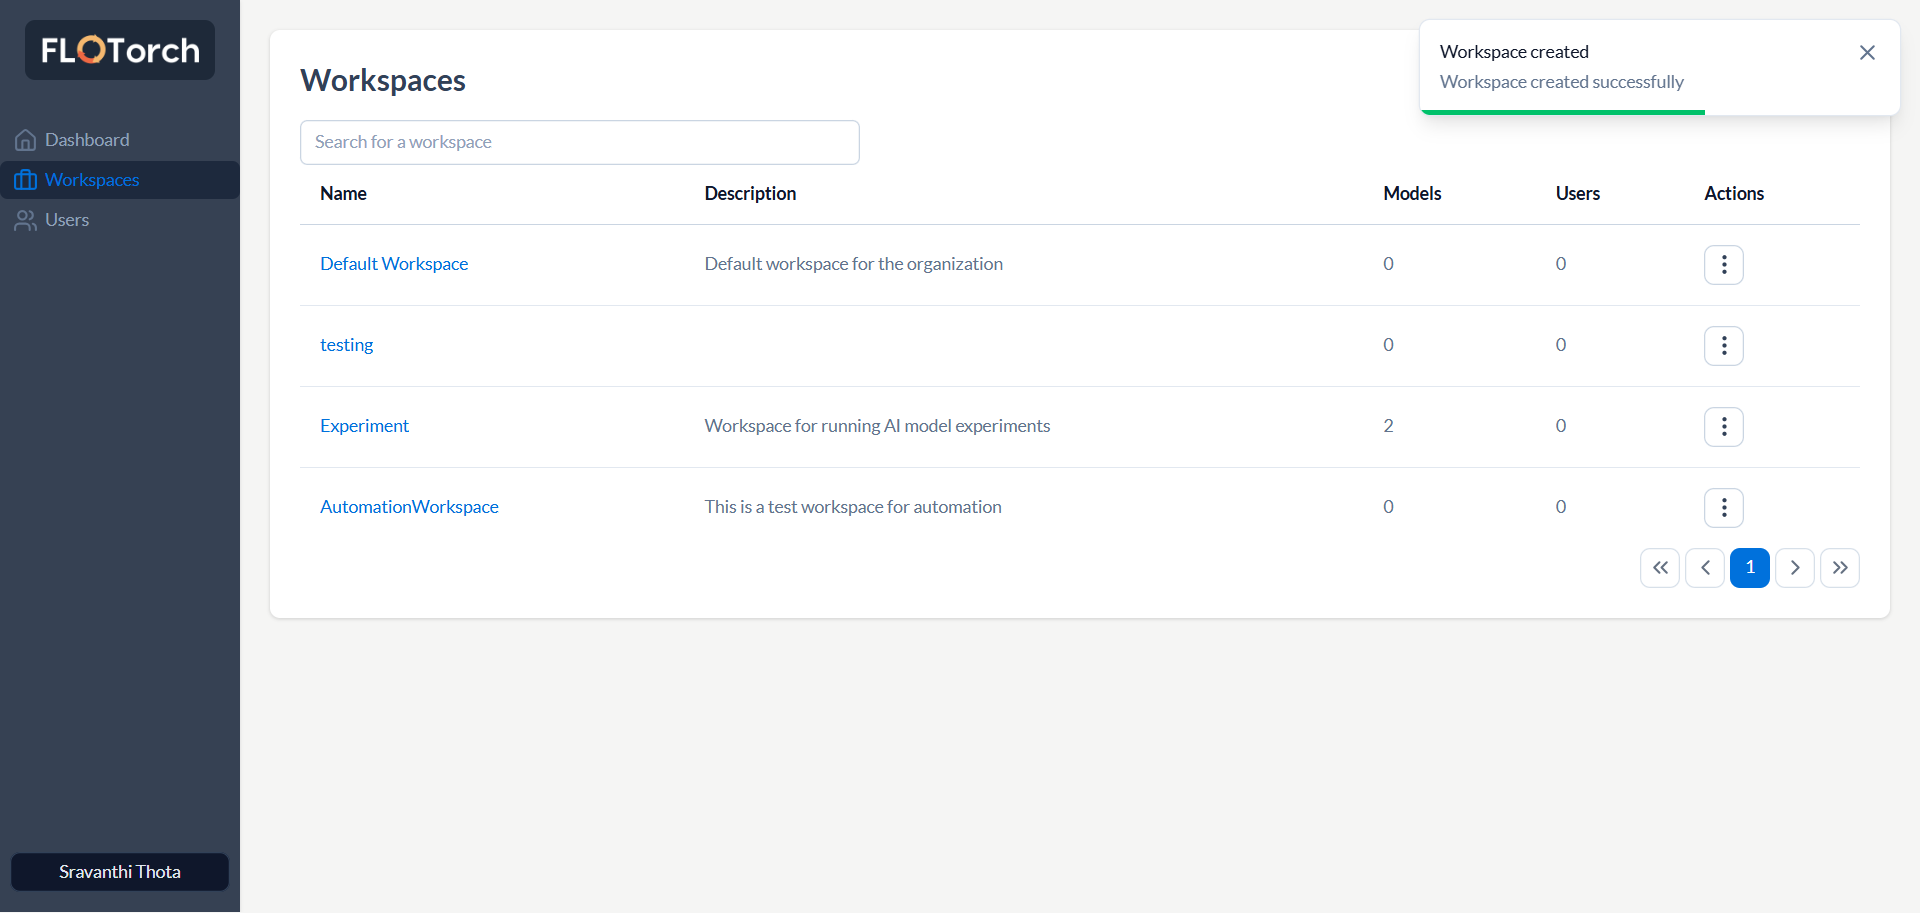 FLOTorch
Dashboard
Workspaces
Users
Sravanthi Thota
Workspaces
Search for a workspace
Name Description Models Users Actions
Default Workspace Default workspace for the organization 0 0
testing 0 0
Experiment Workspace for running AI model experiments 2 0
AutomationWorkspace This is a test workspace for automation 0 0
1
Workspace created
Workspace created successfully